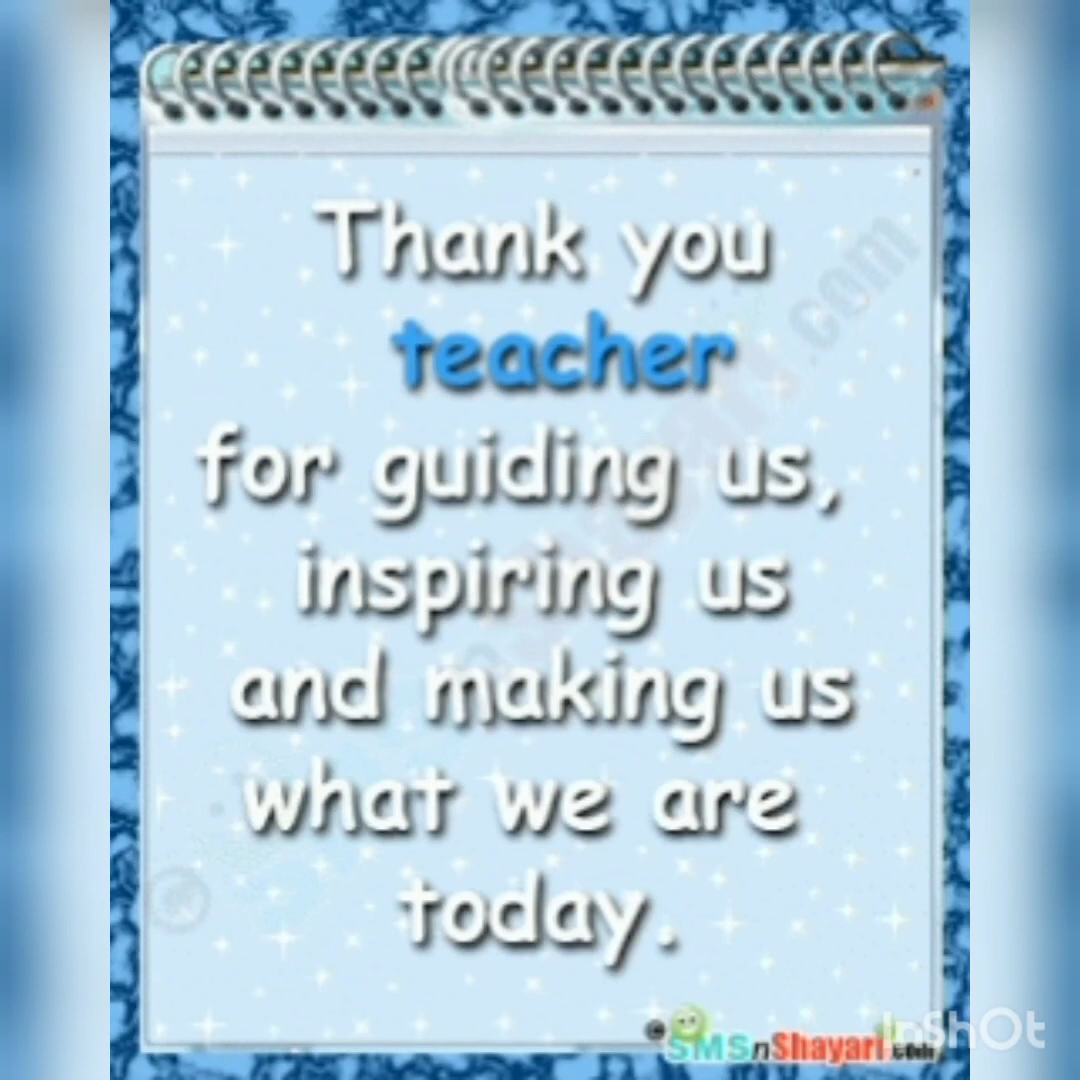 Thank you
teacher
for guiding us,
inspiring us
and making us
what we are
today.
SMSnShayari.com
InShOt